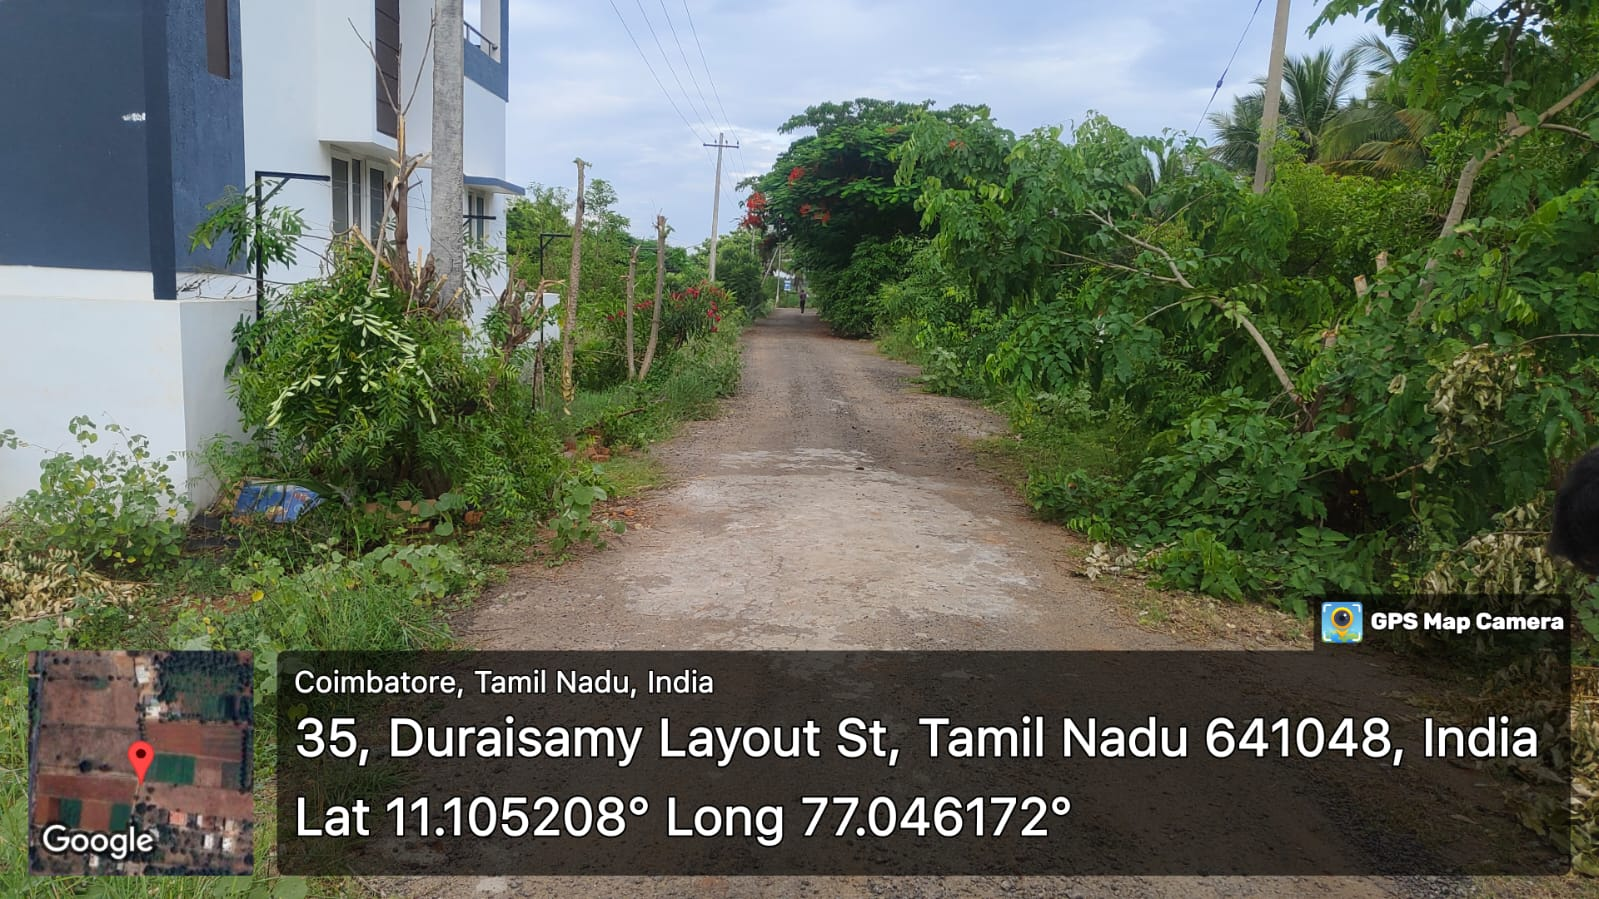 GPS Map Camera
Coimbatore, Tamil Nadu, India
35, Duraisamy Layout St, Tamil Nadu 641048, India
Lat 11.105208° Long 77.046172°
Google